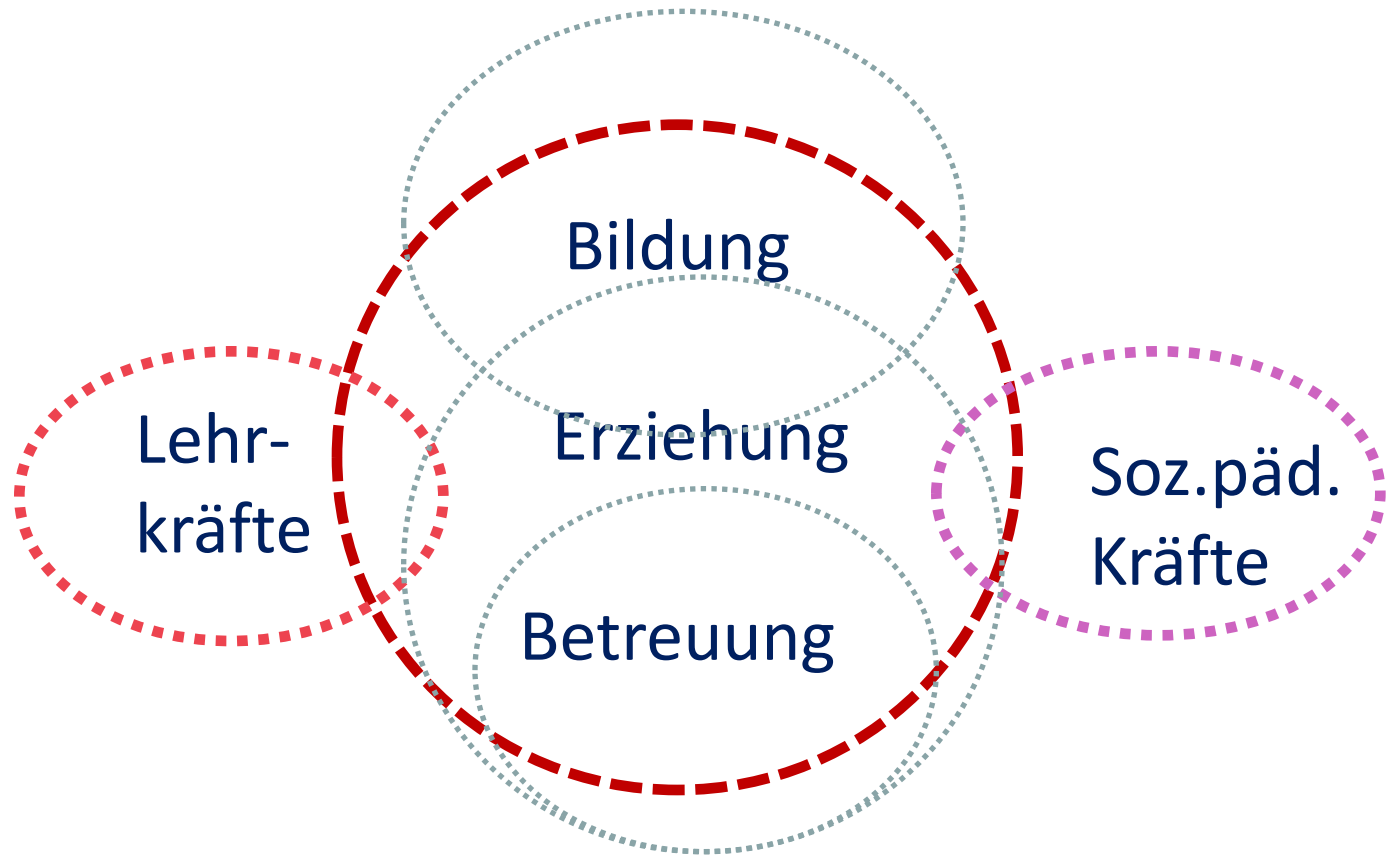 Bildung
Lehr-
kräfte
Erziehung
Betreuung
Soz.päd.
Kräfte